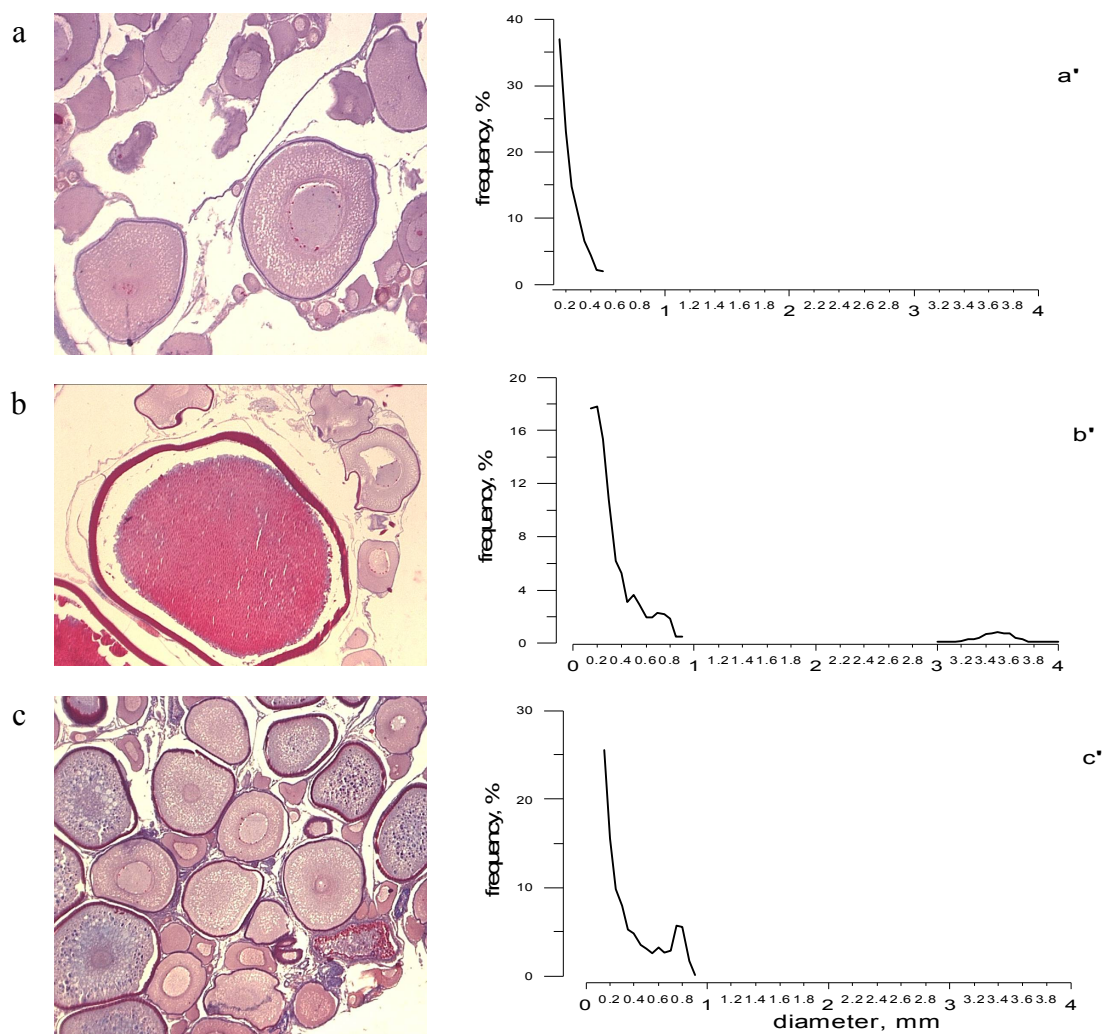 a
frequency, %
40
30
20
10
0
0.2 0.4 0.6 0.8 1 1.2 1.4 1.6 1.8 2 2.2 2.4 2.6 2.8 3 3.2 3.4 3.6 3.8 4
a'
b
frequency, %
20
16
12
8
4
0
0 0.2 0.4 0.6 0.8 1 1.2 1.4 1.6 1.8 2 2.2 2.4 2.6 2.8 3 3.2 3.4 3.6 3.8 4
b'
c
frequency, %
30
20
10
0
0 0.2 0.4 0.6 0.8 1 1.2 1.4 1.6 1.8 2 2.2 2.4 2.6 2.8 3 3.2 3.4 3.6 3.8 4
diameter, mm
c'